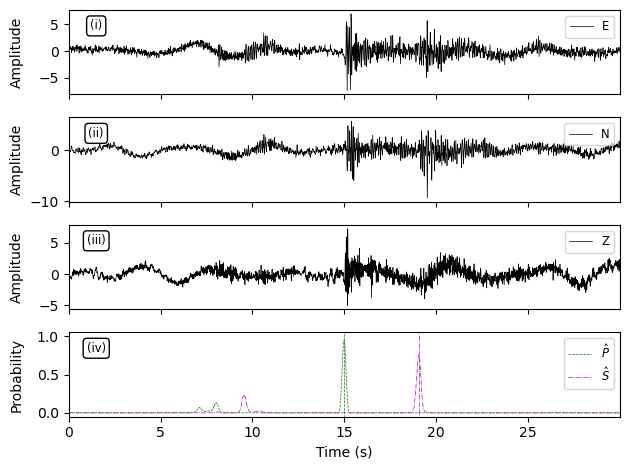 (i)
E
Amplitude
5
0
−5
(ii)
N
Amplitude
0
−10
(iii)
Z
Amplitude
5
0
−5
(iv)
P̂
Ŝ
Probability
1.0
0.5
0.0
0 5 10 15 20 25
Time (s)